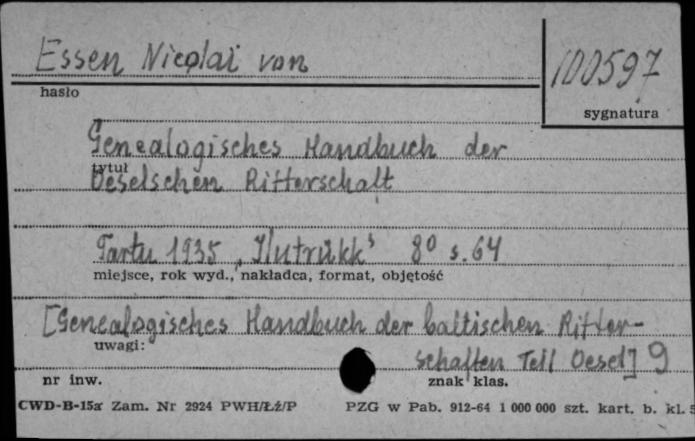 Essen Nicolai von
100597
hasło
sygnatura
Genealogisches Handbuch der
tytuł
Oeselschen Ritterschaft
Tartu 1935 „Ilutrükk" 8⁰ s. 64
miejsce, rok wyd., nakładca, format, objętość
[Genealogisches Handbuch der baltischen Ritter-
uwagi:
schaften Teil Oesel] 9
nr inw.
znak klas.
CWD-B-15a Zam. Nr 2924 PWH/Łź/P PZG w Pab. 912-64 1 000 000 szt. kart. b. kl. 5